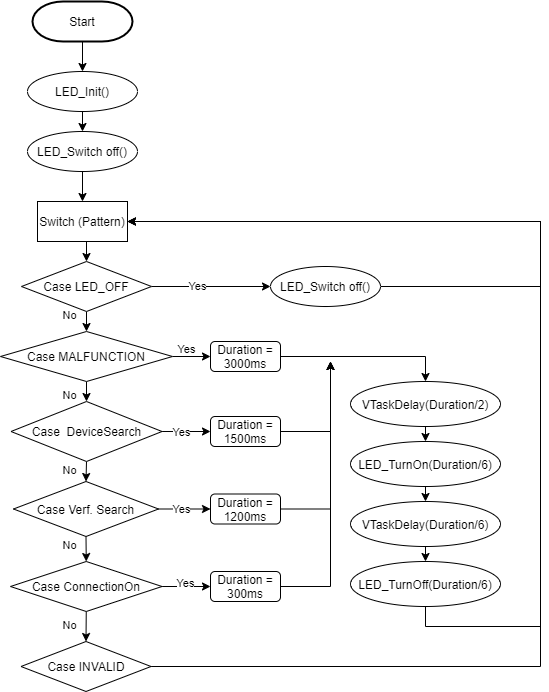 Start
LED_Init()
LED_Switch off()
Switch (Pattern)
Case LED_OFF
Yes
LED_Switch off()
No
Case MALFUNCTION
Yes
Duration =
3000ms
No
VTaskDelay(Duration/2)
Case  DeviceSearch
Yes
Duration =
1500ms
LED_TurnOn(Duration/6)
No
Case Verf. Search
Yes
Duration =
1200ms
VTaskDelay(Duration/6)
No
Case ConnectionOn
Yes
Duration =
300ms
LED_TurnOff(Duration/6)
No
Case INVALID